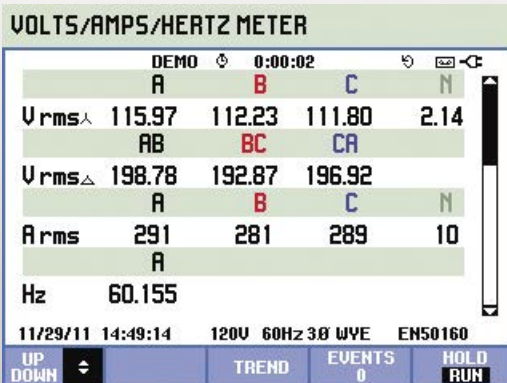 VOLTS/AMPS/HERTZ METER
DEMO 0:00:02
A B C N
Vrms⅄ 115.97 112.23 111.80 2.14
AB BC CA
Vrms△ 198.78 192.87 196.92
A B C N
Arms 291 281 289 10
A
Hz 60.155
11/29/11 14:49:14 120V 60Hz 3Ø WYE EN50160
UP DOWN TREND EVENTS 0 HOLD RUN